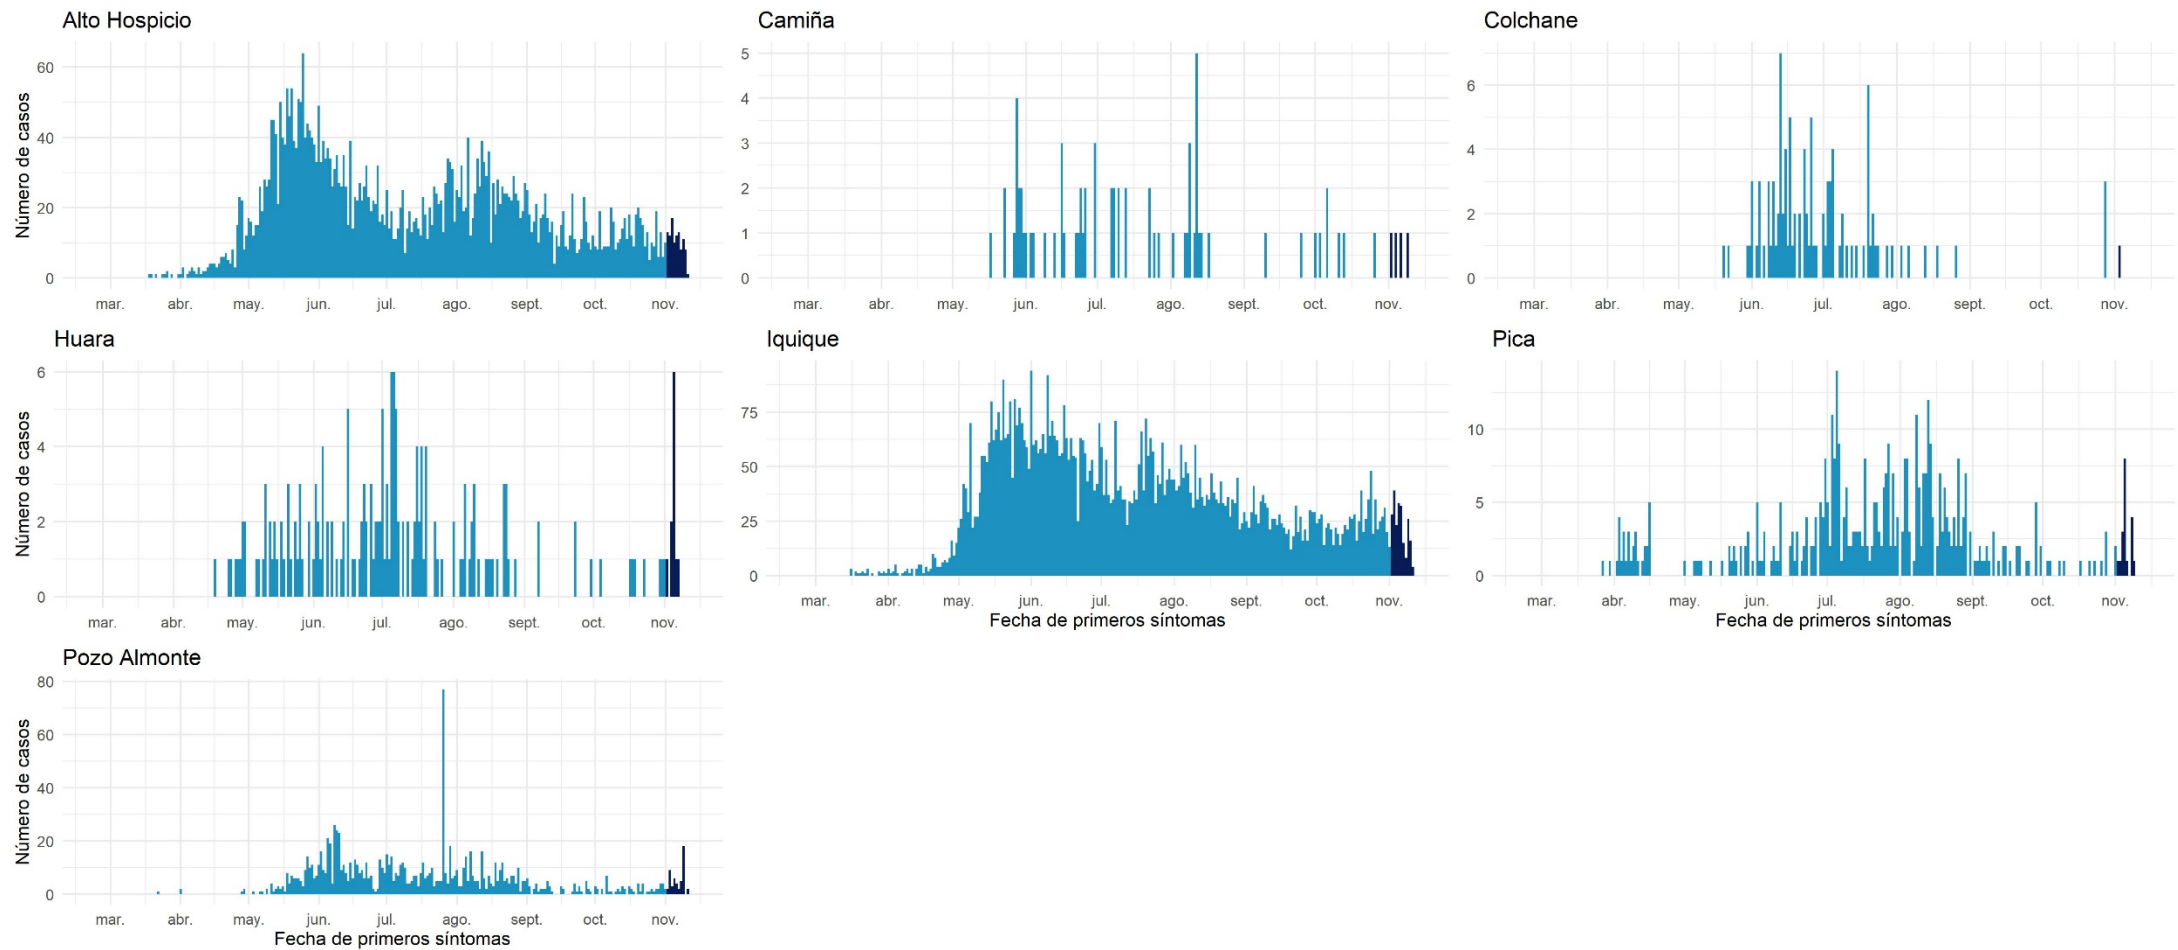 Alto Hospicio
Número de casos
60
40
20
0
mar. abr. may. jun. jul. ago. sept. oct. nov.
Camiña
5
4
3
2
1
0
mar. abr. may. jun. jul. ago. sept. oct. nov.
Colchane
6
4
2
0
mar. abr. may. jun. jul. ago. sept. oct. nov.
Huara
Número de casos
6
4
2
0
mar. abr. may. jun. jul. ago. sept. oct. nov.
Iquique
75
50
25
0
mar. abr. may. jun. jul. ago. sept. oct. nov.
Fecha de primeros síntomas
Pica
10
5
0
mar. abr. may. jun. jul. ago. sept. oct. nov.
Fecha de primeros síntomas
Pozo Almonte
Número de casos
80
60
40
20
0
mar. abr. may. jun. jul. ago. sept. oct. nov.
Fecha de primeros síntomas